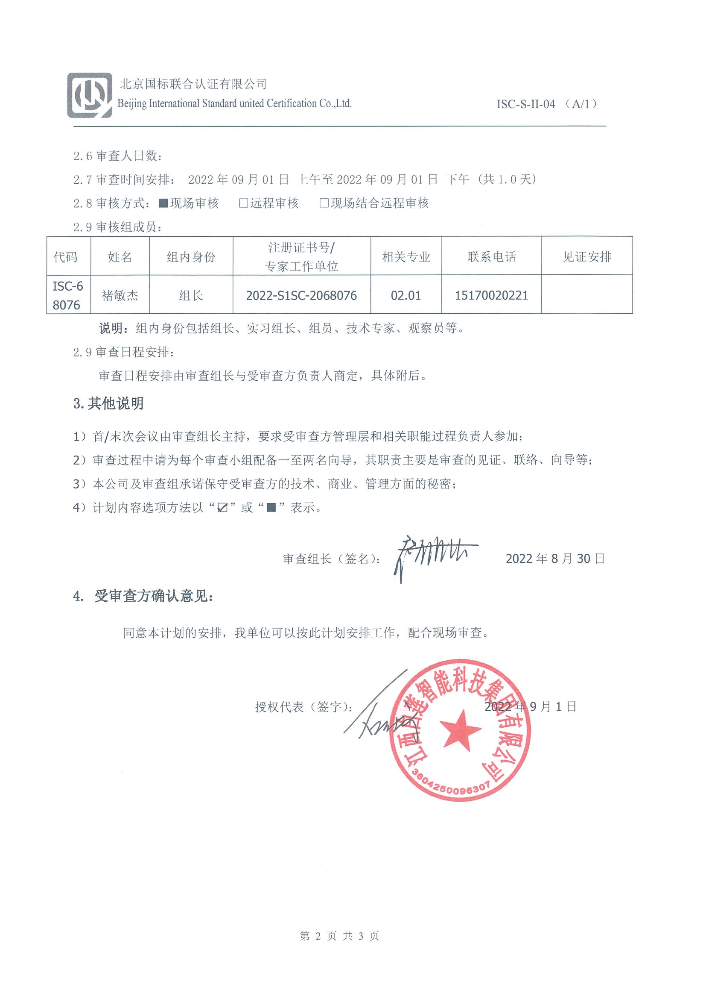 北京国标联合认证有限公司
Beijing International Standard united Certification Co.,Ltd.
ISC-S-II-04 （A/1）
2.6 审查人日数：
2.7 审查时间安排： 2022 年 09 月 01 日 上午至 2022 年 09 月 01 日 下午 (共 1.0 天)
2.8 审核方式：■现场审核 □远程审核 □现场结合远程审核
2.9 审核组成员：
代码 姓名 组内身份 注册证书号/ 专家工作单位 相关专业 联系电话 见证安排
ISC-68076 褚敏杰 组长 2022-S1SC-2068076 02.01 15170020221
说明：组内身份包括组长、实习组长、组员、技术专家、观察员等。
2.9 审查日程安排：
审查日程安排由审查组长与受审查方负责人商定，具体附后。
3. 其他说明
1）首/末次会议由审查组长主持，要求受审查方管理层和相关职能过程负责人参加；
2）审查过程中请为每个审查小组配备一至两名向导，其职责主要是审查的见证、联络、向导等；
3）本公司及审查组承诺保守受审查方的技术、商业、管理方面的秘密；
4）计划内容选项方法以“☑”或“■”表示。
审查组长（签名）： 2022 年 8 月 30 日
4. 受审查方确认意见：
同意本计划的安排，我单位可以按此计划安排工作，配合现场审查。
授权代表（签字）： 2022 年 9 月 1 日
江西白莲智能科技集团有限公司
3604250096307
第 2 页 共 3 页